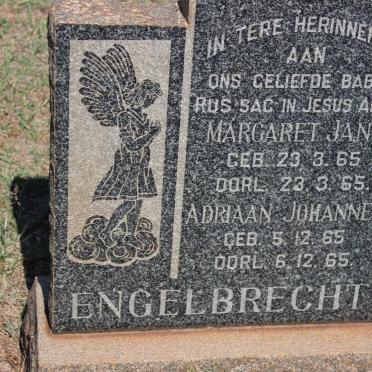 IN TERE HERINNE
AAN
ONS GELIEFDE BAB
RUS SAG IN JESUS A
MARGARET JAN
GEB. 23. 3. 65
OORL. 23. 3. 65.
ADRIAAN JOHANNE
GEB. 5. 12. 65
OORL. 6. 12. 65.
ENGELBRECHT